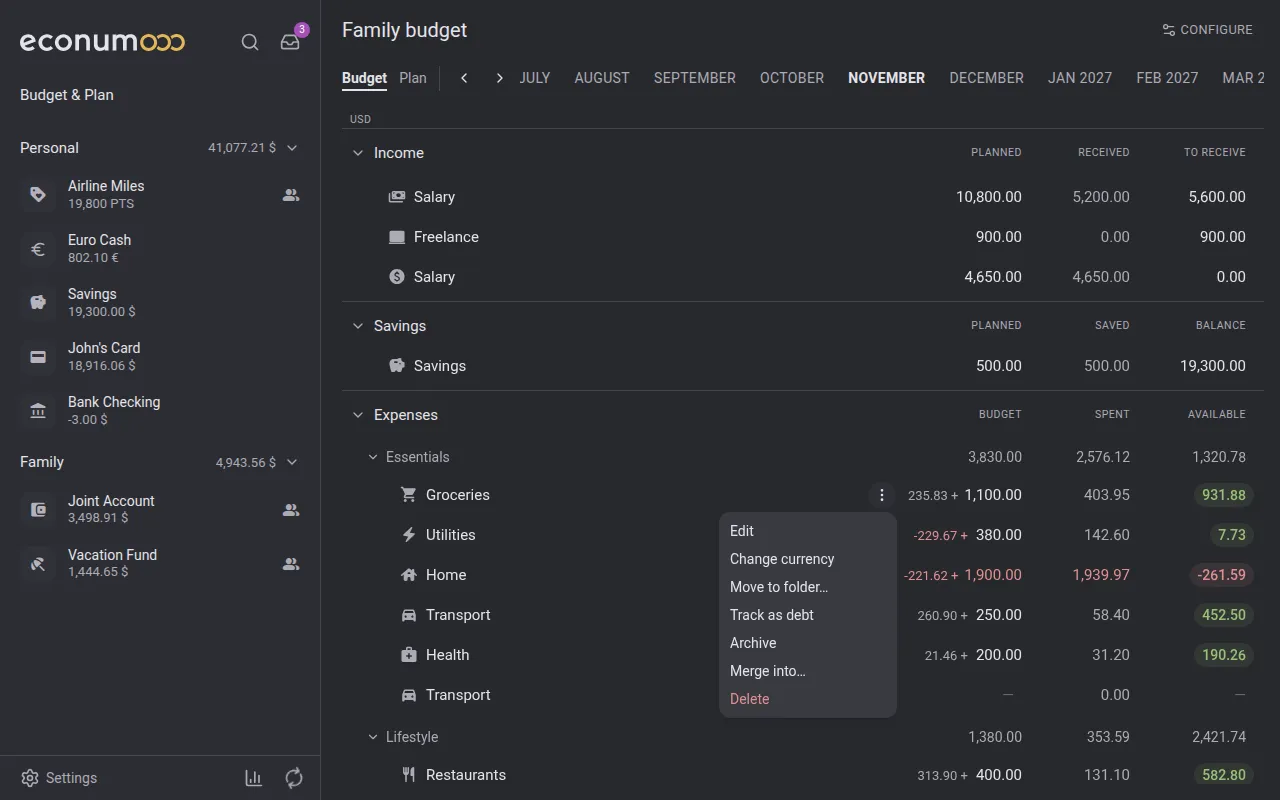 econumo
3
Budget & Plan
Personal 41,077.21 $
Airline Miles
19,800 PTS
Euro Cash
802.10 €
Savings
19,300.00 $
John's Card
18,916.06 $
Bank Checking
-3.00 $
Family 4,943.56 $
Joint Account
3,498.91 $
Vacation Fund
1,444.65 $
Settings
Family budget CONFIGURE
Budget Plan JULY AUGUST SEPTEMBER OCTOBER NOVEMBER DECEMBER JAN 2027 FEB 2027 MAR 2
USD
Income PLANNED RECEIVED TO RECEIVE
Salary 10,800.00 5,200.00 5,600.00
Freelance 900.00 0.00 900.00
Salary 4,650.00 4,650.00 0.00
Savings PLANNED SAVED BALANCE
Savings 500.00 500.00 19,300.00
Expenses BUDGET SPENT AVAILABLE
Essentials 3,830.00 2,576.12 1,320.78
Groceries 235.83 + 1,100.00 403.95 931.88
Utilities -229.67 + 380.00 142.60 7.73
Home -221.62 + 1,900.00 1,939.97 -261.59
Transport 260.90 + 250.00 58.40 452.50
Health 21.46 + 200.00 31.20 190.26
Transport — 0.00 —
Lifestyle 1,380.00 353.59 2,421.74
Restaurants 313.90 + 400.00 131.10 582.80
Edit
Change currency
Move to folder...
Track as debt
Archive
Merge into...
Delete